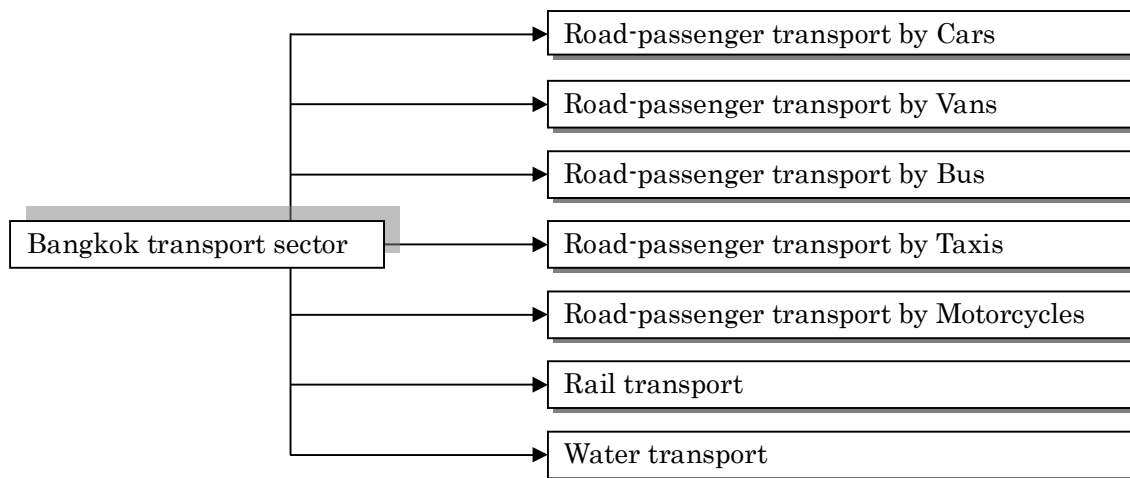 Road-passenger transport by Cars
Road-passenger transport by Vans
Road-passenger transport by Bus
Bangkok transport sector
Road-passenger transport by Taxis
Road-passenger transport by Motorcycles
Rail transport
Water transport